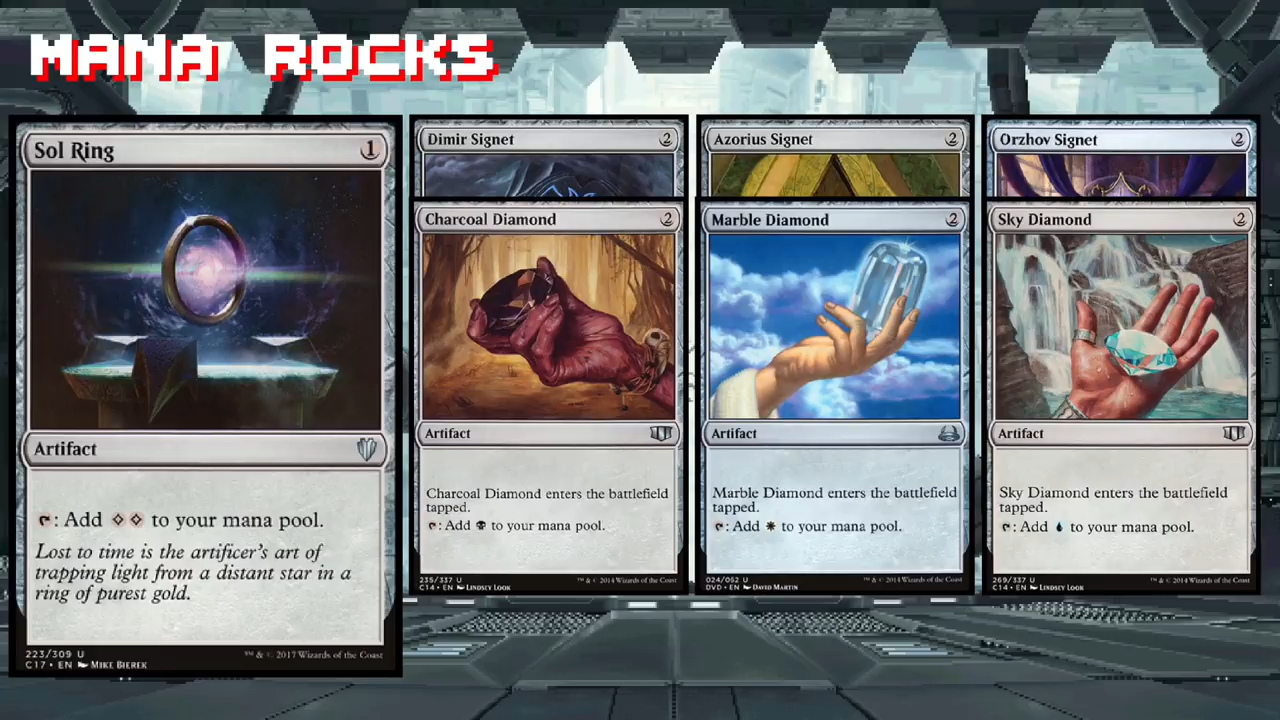 MANA ROCKS
Sol Ring 1
Artifact
: Add to your mana pool.
Lost to time is the artificer's art of
trapping light from a distant star in a
ring of purest gold.
223/309 U
C17 • EN Mike Bierek
™ & © 2017 Wizards of the Coast
Dimir Signet 2
Charcoal Diamond 2
Artifact
Charcoal Diamond enters the battlefield
tapped.
: Add to your mana pool.
235/337 U
C14 • EN Lindsey Look
™ & © 2014 Wizards of the Coast
Azorius Signet 2
Marble Diamond 2
Artifact
Marble Diamond enters the battlefield
tapped.
: Add to your mana pool.
024/062 U
DVD • EN David Martin
™ & © 2014 Wizards of the Coast
Orzhov Signet 2
Sky Diamond 2
Artifact
Sky Diamond enters the battlefield
tapped.
: Add to your mana pool.
269/337 U
C14 • EN Lindsey Look
™ & © 2014 Wizards of the Coast